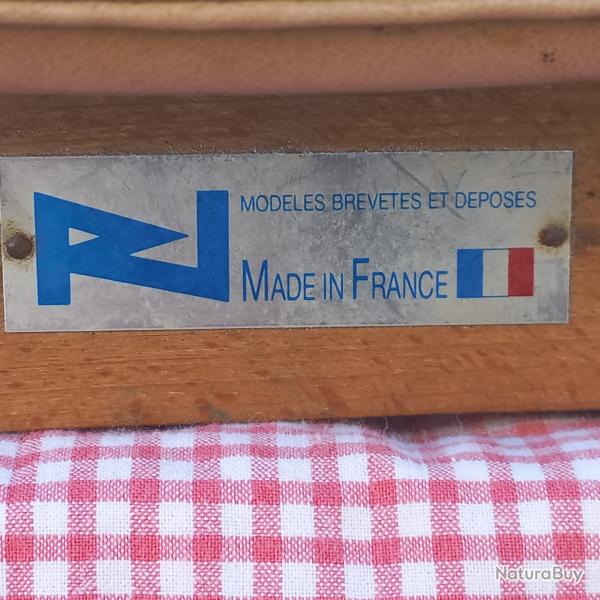 MODELES BREVETES ET DEPOSES
MADE IN FRANCE
NaturaBuy